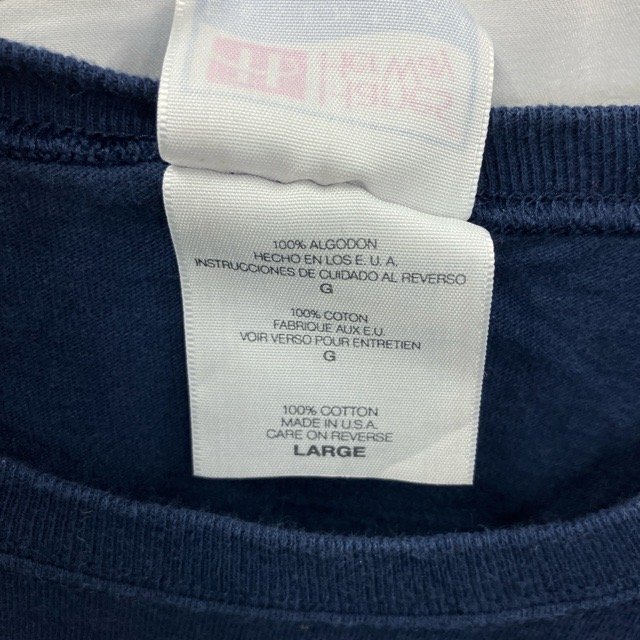 100% ALGODON
HECHO EN LOS E. U. A.
INSTRUCCIONES DE CUIDADO AL REVERSO
G
100% COTON
FABRIQUE AUX E.U.
VOIR VERSO POUR ENTRETIEN
G
100% COTTON
MADE IN U.S.A.
CARE ON REVERSE
LARGE